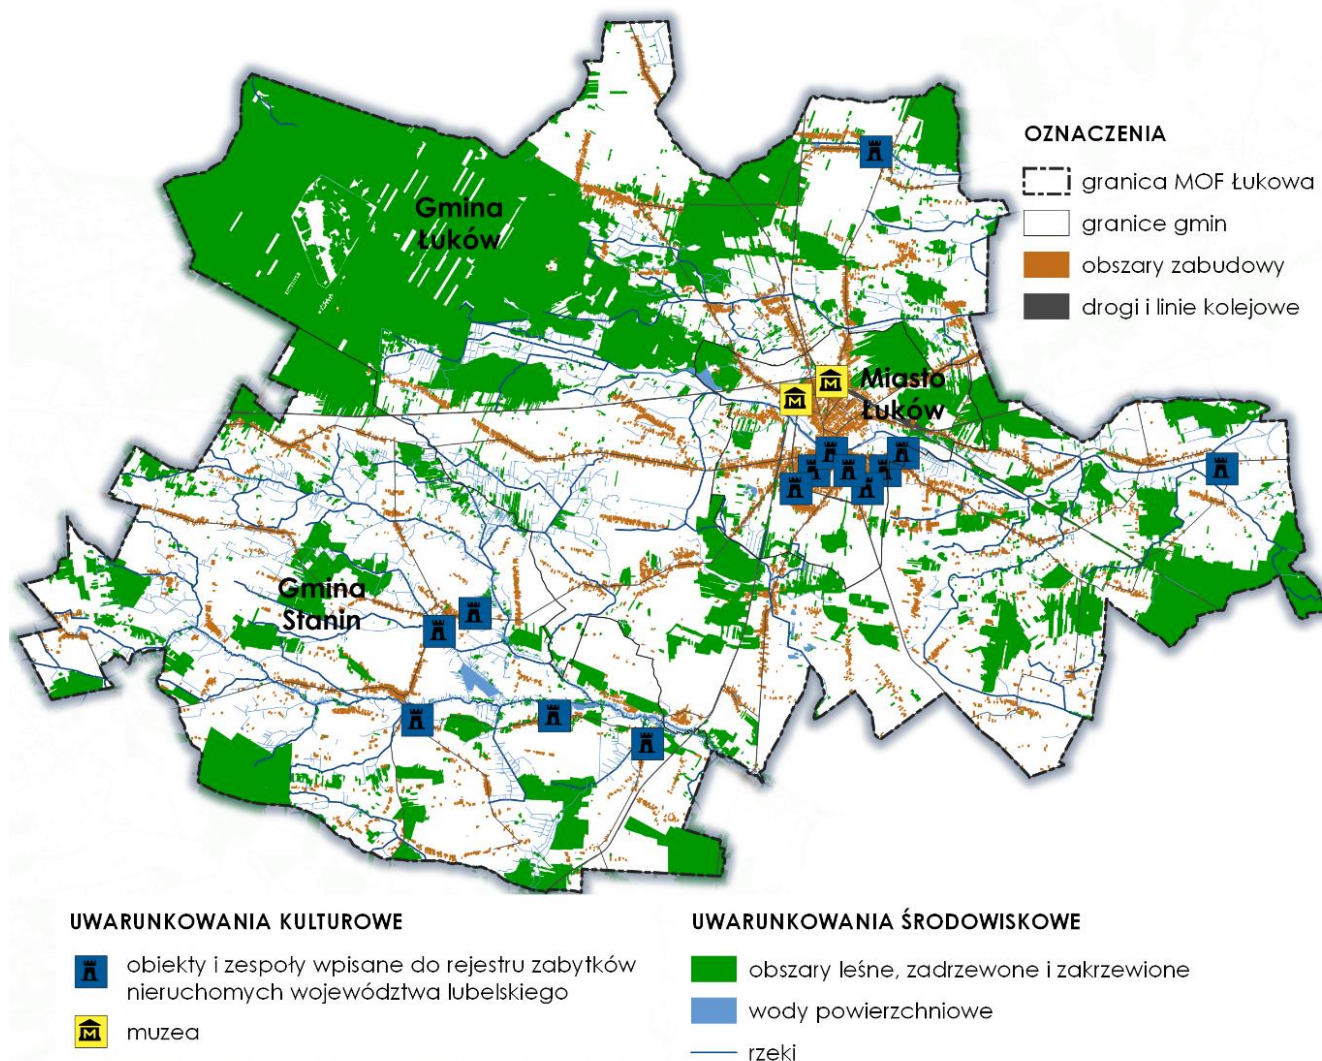 Gmina
Łuków
OZNACZENIA
granica MOF Łukowa
granice gmin
obszary zabudowy
drogi i linie kolejowe
Miasto
Łuków
Gmina
Stanin
UWARUNKOWANIA KULTUROWE
obiekty i zespoły wpisane do rejestru zabytków
nieruchomych województwa lubelskiego
M
muzea
UWARUNKOWANIA ŚRODOWISKOWE
obszary leśne, zadrzewone i zakrzewione
wody powierzchniowe
rzeki